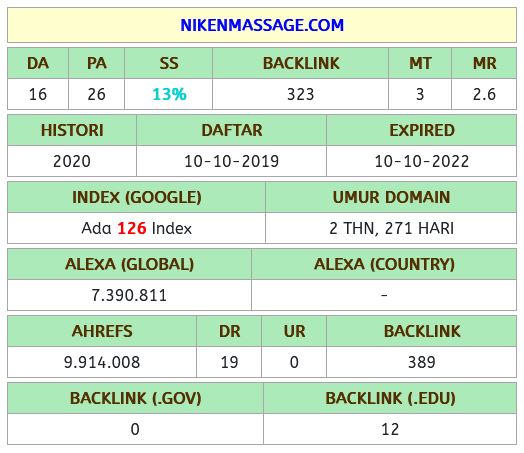 NIKENMASSAGE.COM
DA PA SS BACKLINK MT MR
16 26 13% 323 3 2.6
HISTORI DAFTAR EXPIRED
2020 10-10-2019 10-10-2022
INDEX (GOOGLE) UMUR DOMAIN
Ada 126 Index 2 THN, 271 HARI
ALEXA (GLOBAL) ALEXA (COUNTRY)
7.390.811 -
AHREFS DR UR BACKLINK
9.914.008 19 0 389
BACKLINK (.GOV) BACKLINK (.EDU)
0 12